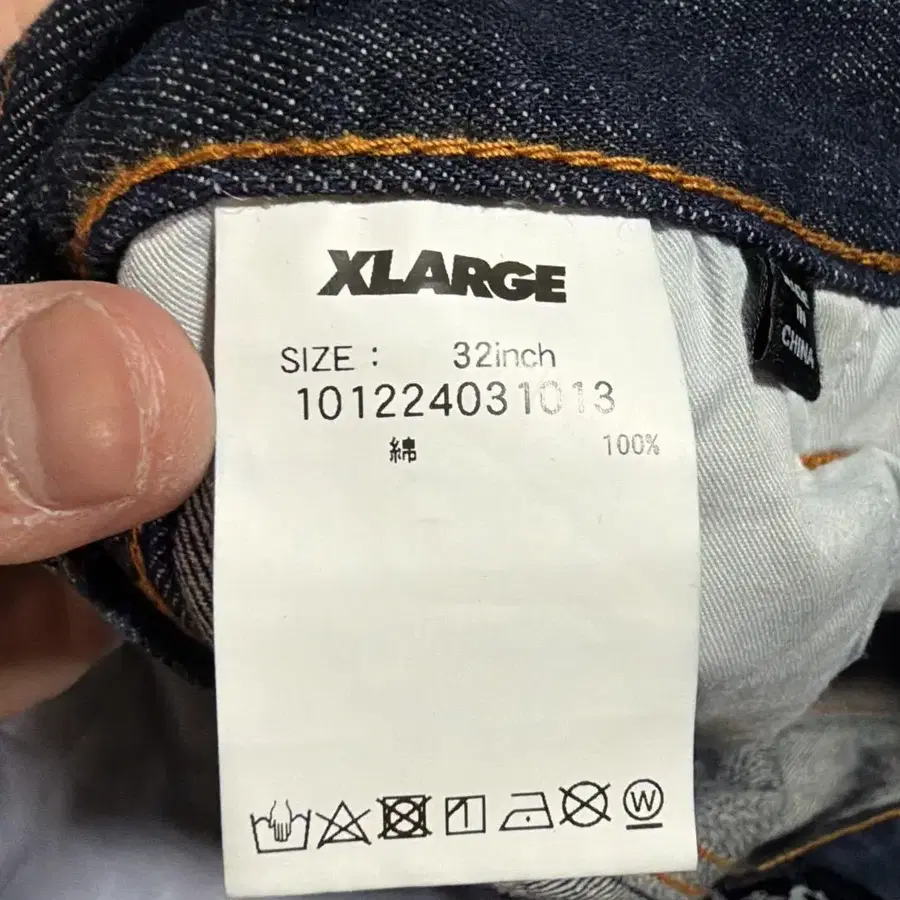 XLARGE
SIZE : 32inch
101224031013
綿 100%
W
MADE
IN
CHINA